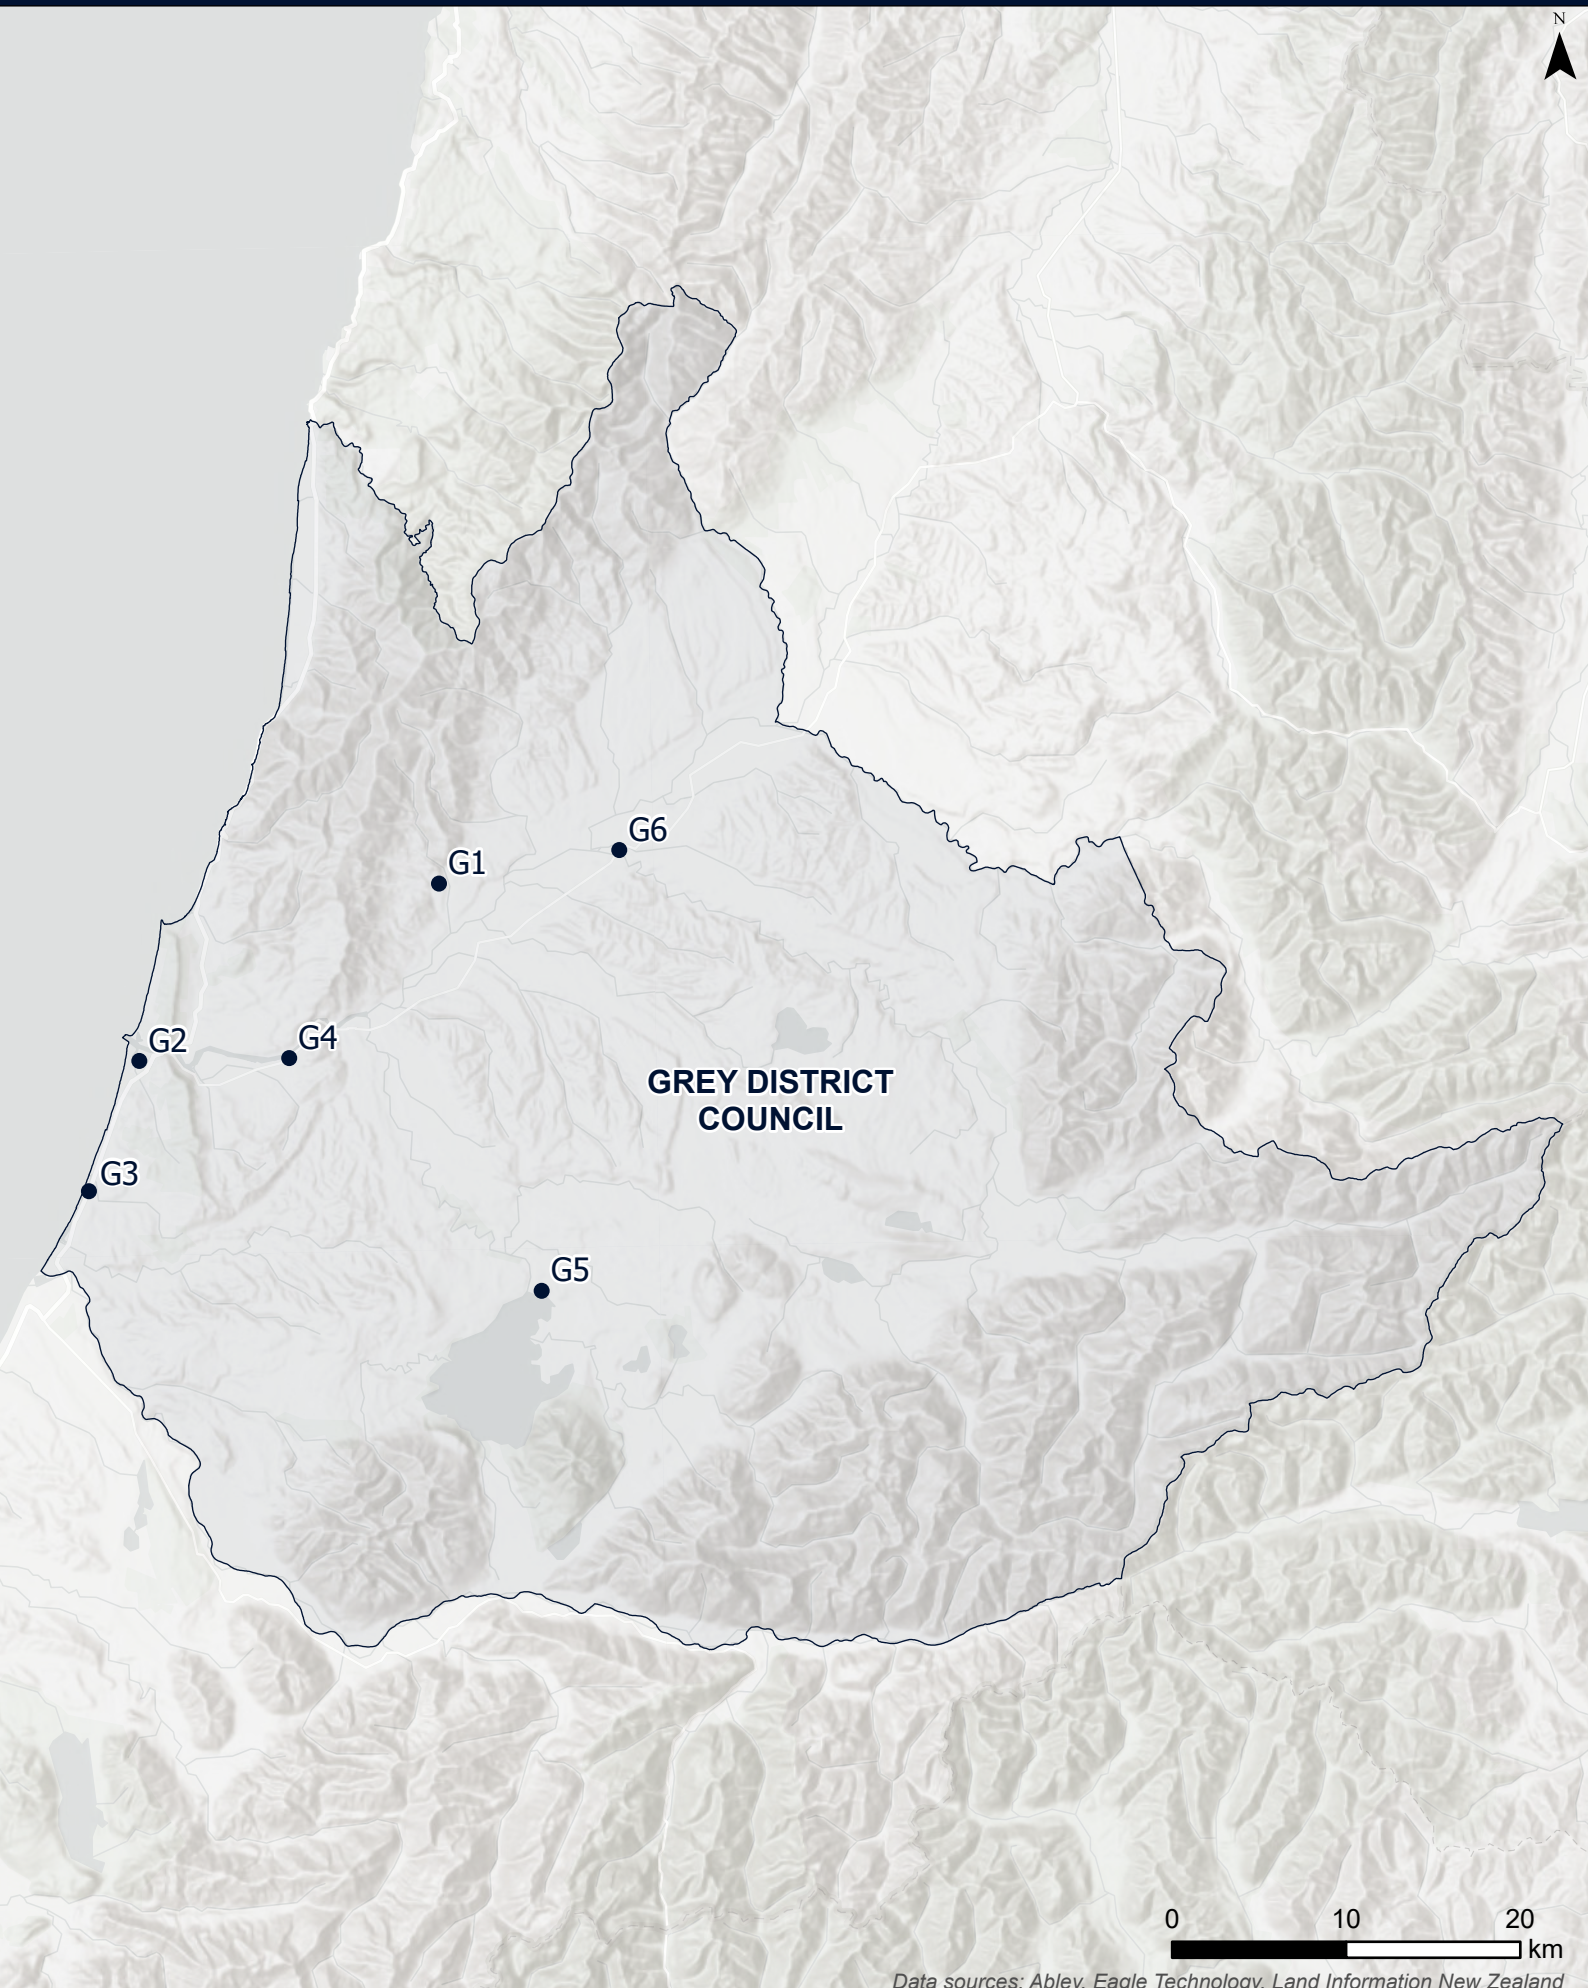 N
G6
G1
G2
G4
GREY DISTRICT
COUNCIL
G3
G5
0 10 20
km
Data sources: Abley, Eagle Technology, Land Information New Zealand